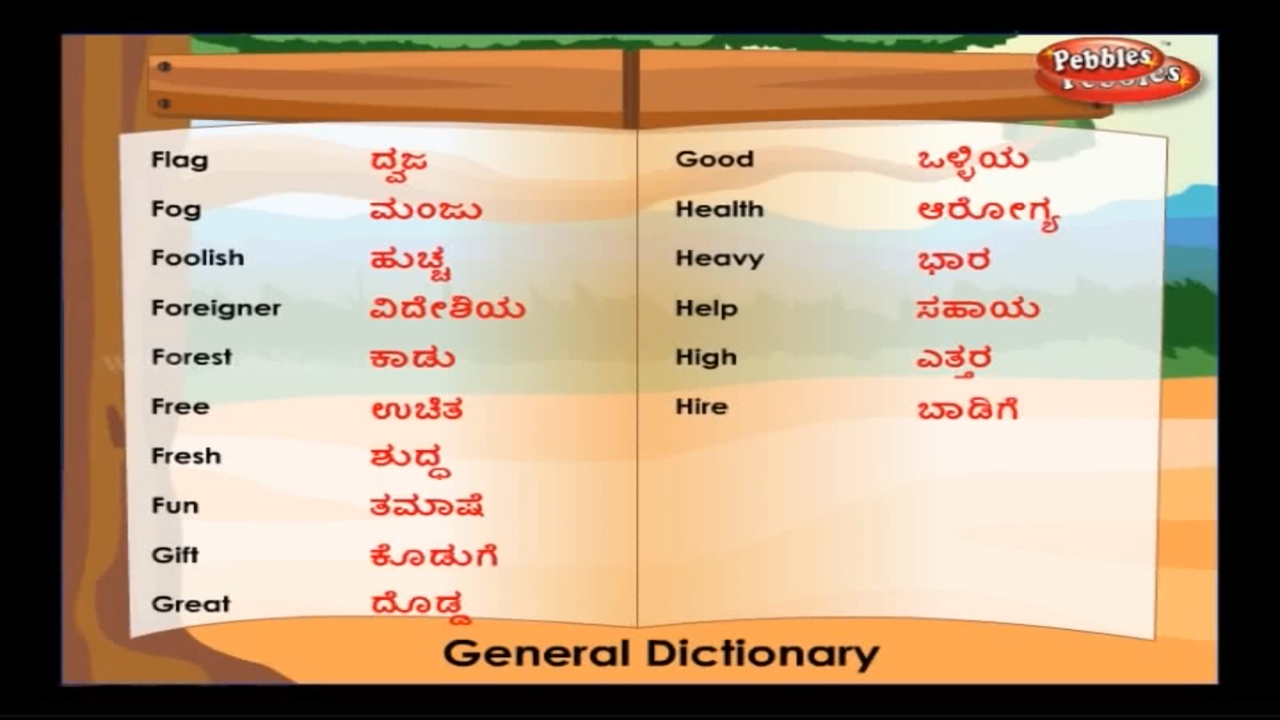 Pebbles
Flag ದ್ವಜ
Fog ಮಂಜು
Foolish ಹುಚ್ಚ
Foreigner ವಿದೇಶಿಯ
Forest ಕಾಡು
Free ಉಚಿತ
Fresh ಶುದ್ಧ
Fun ತಮಾಷೆ
Gift ಕೊಡುಗೆ
Great ದೊಡ್ಡ
Good ಒಳ್ಳಿಯ
Health ಆರೋಗ್ಯ
Heavy ಭಾರ
Help ಸಹಾಯ
High ಎತ್ತರ
Hire ಬಾಡಿಗೆ
General Dictionary